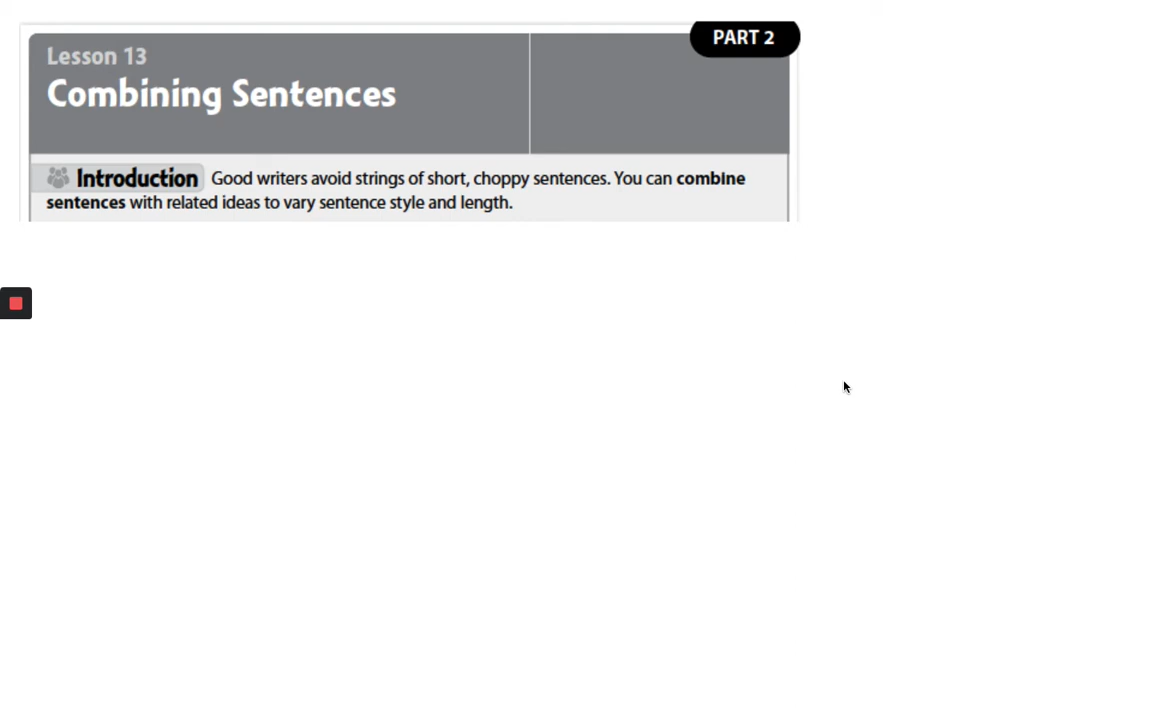 PART 2
Lesson 13
Combining Sentences
Introduction Good writers avoid strings of short, choppy sentences. You can combine
sentences with related ideas to vary sentence style and length.